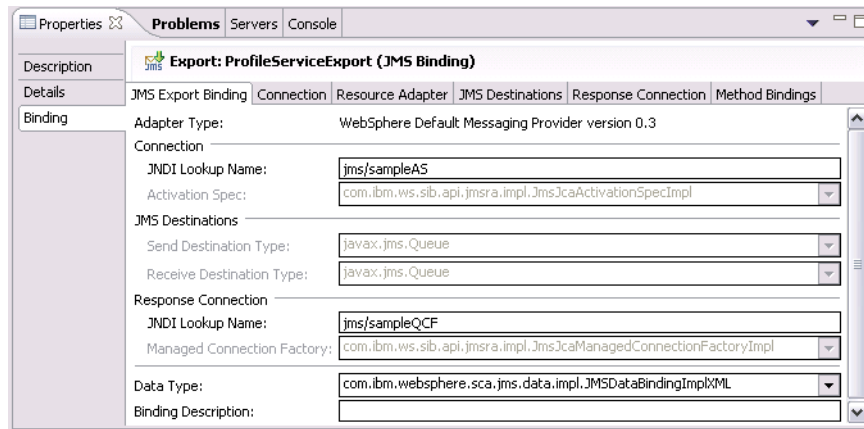 Properties Problems Servers Console
Description
Details
Binding
JMS Export: ProfileServiceExport (JMS Binding)
JMS Export Binding Connection Resource Adapter JMS Destinations Response Connection Method Bindings
Adapter Type: WebSphere Default Messaging Provider version 0.3
Connection
JNDI Lookup Name: jms/sampleAS
Activation Spec: com.ibm.ws.sib.api.jmsra.impl.JmsJcaActivationSpecImpl
JMS Destinations
Send Destination Type: javax.jms.Queue
Receive Destination Type: javax.jms.Queue
Response Connection
JNDI Lookup Name: jms/sampleQCF
Managed Connection Factory: com.ibm.ws.sib.api.jmsra.impl.JmsJcaManagedConnectionFactoryImpl
Data Type: com.ibm.websphere.sca.jms.data.impl.JMSDataBindingImplXML
Binding Description: